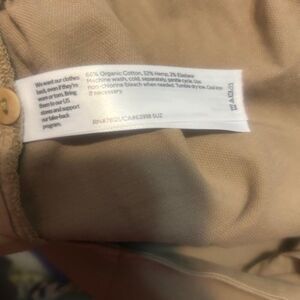 We want our clothes
back, even if they're
worn or torn. Bring
them to our US
stores and support
our take-back
program.
66% Organic Cotton, 32% Hemp, 2% Elastane
Machine wash, cold, separately, gentle cycle. Use
non-chlorine bleach when needed. Tumble dry low. Cool iron
if necessary.